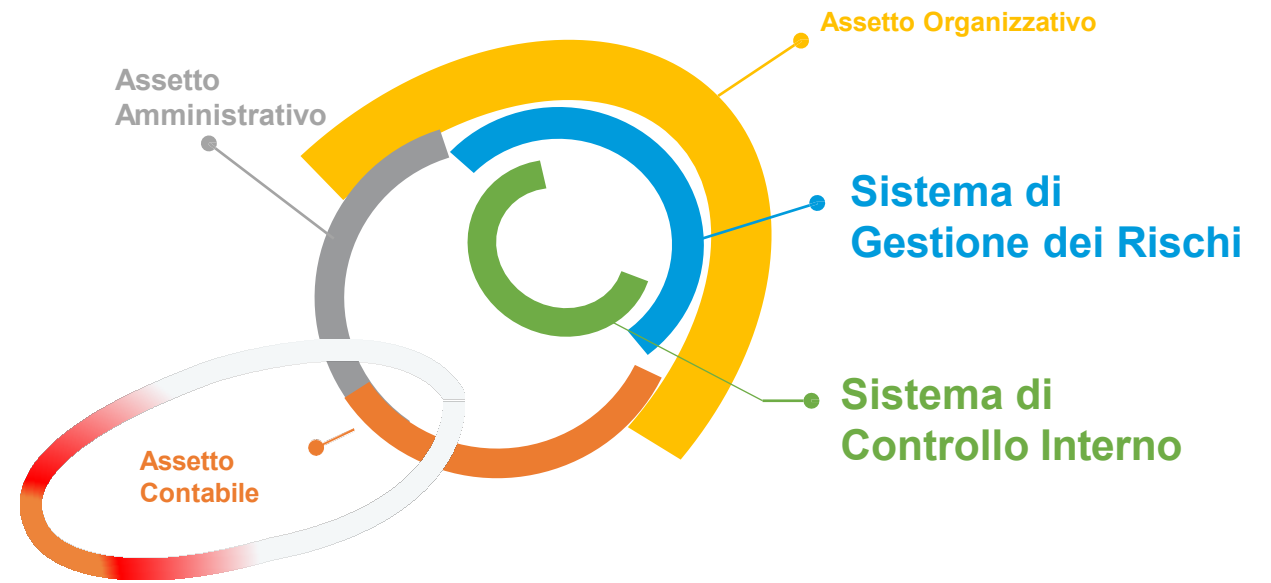 Assetto Organizzativo
Assetto
Amministrativo
Sistema di
Gestione dei Rischi
Sistema di
Controllo Interno
Assetto
Contabile